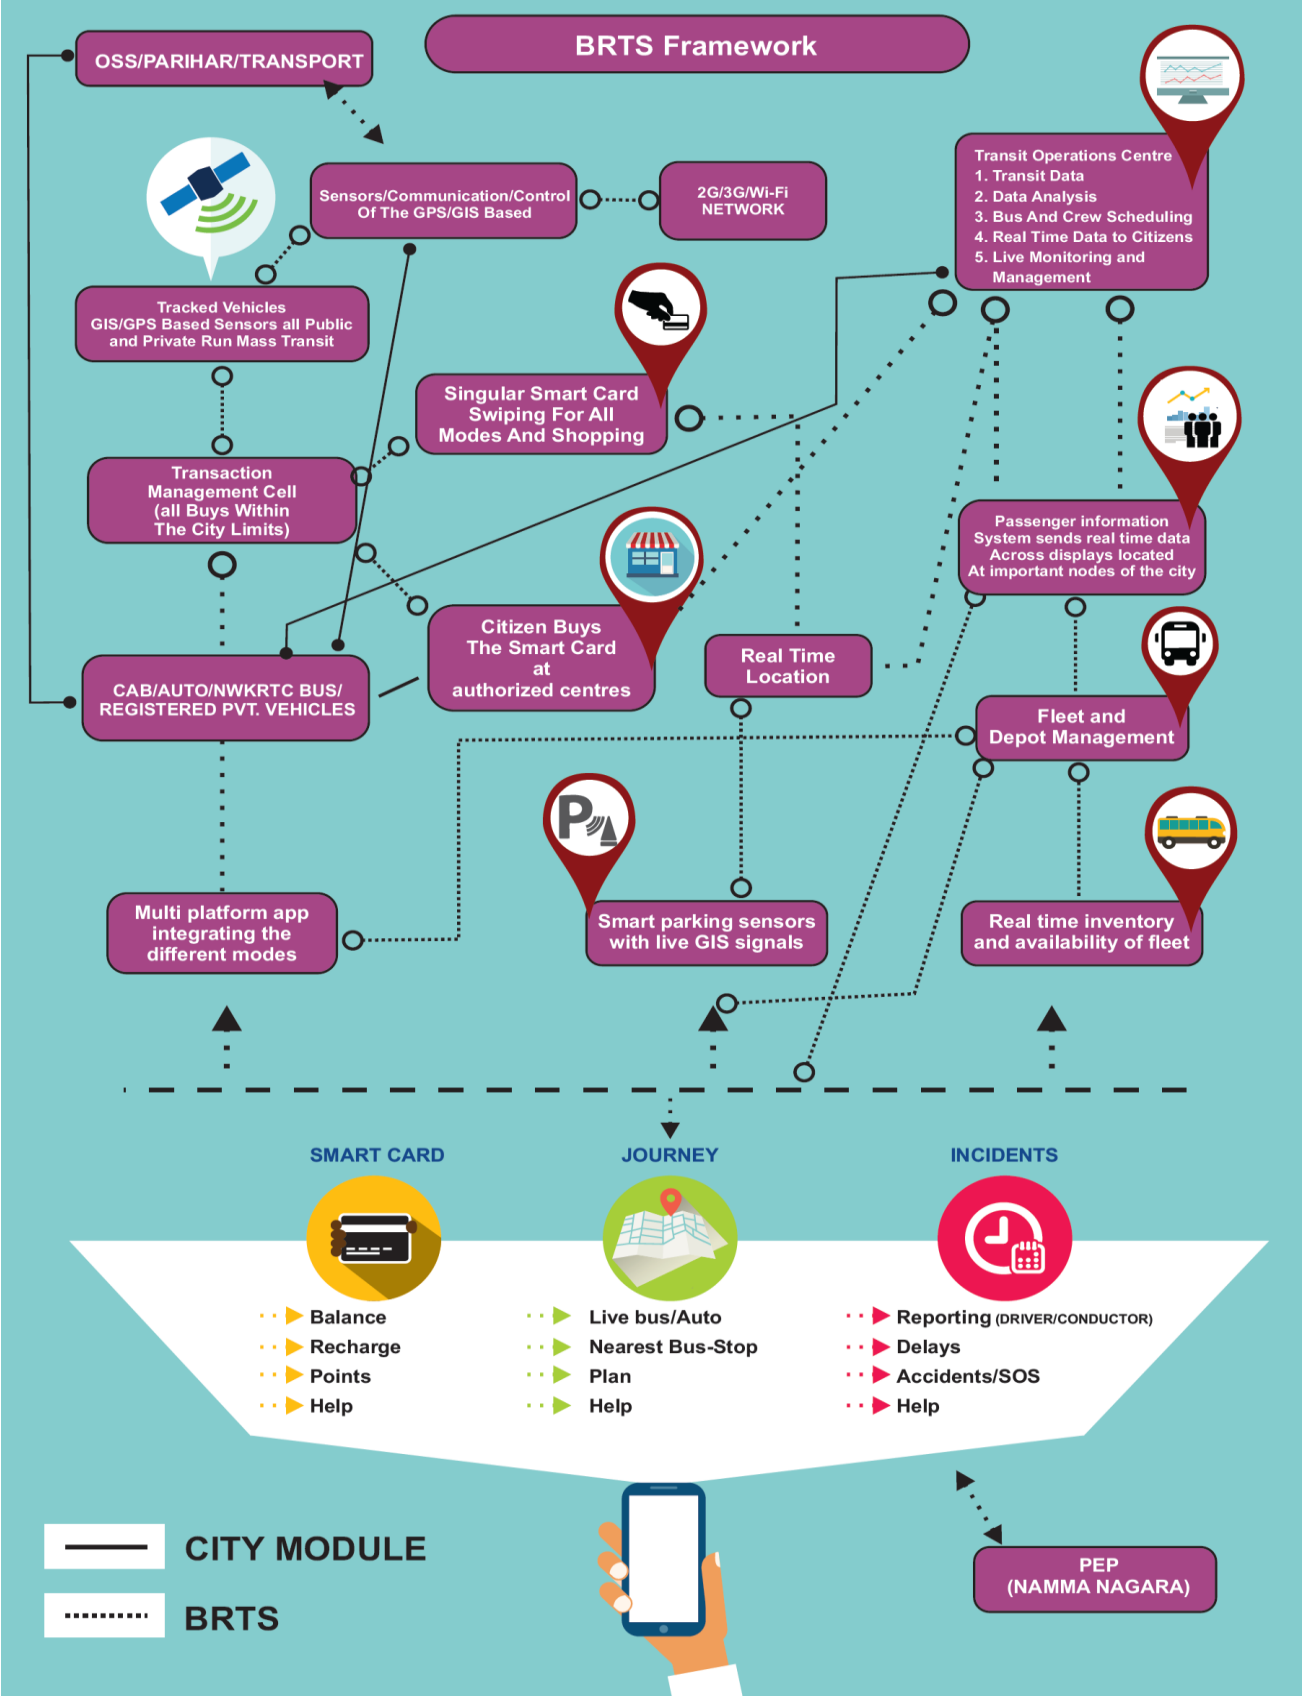 BRTS Framework
OSS/PARIHAR/TRANSPORT
Transit Operations Centre
1. Transit Data
2. Data Analysis
3. Bus And Crew Scheduling
4. Real Time Data to Citizens
5. Live Monitoring and
Management
Sensors/Communication/Control
Of The GPS/GIS Based
2G/3G/Wi-Fi
NETWORK
Tracked Vehicles
GIS/GPS Based Sensors all Public
and Private Run Mass Transit
Singular Smart Card
Swiping For All
Modes And Shopping
Transaction
Management Cell
(all Buys Within
The City Limits)
Passenger information
System sends real time data
Across displays located
At important nodes of the city
Citizen Buys
The Smart Card
at
authorized centres
Real Time
Location
CAB/AUTO/NWKRTC BUS/
REGISTERED PVT. VEHICLES
Fleet and
Depot Management
P
Multi platform app
integrating the
different modes
Smart parking sensors
with live GIS signals
Real time inventory
and availability of fleet
SMART CARD
Balance
Recharge
Points
Help
JOURNEY
Live bus/Auto
Nearest Bus-Stop
Plan
Help
INCIDENTS
Reporting (DRIVER/CONDUCTOR)
Delays
Accidents/SOS
Help
CITY MODULE
BRTS
PEP
(NAMMA NAGARA)